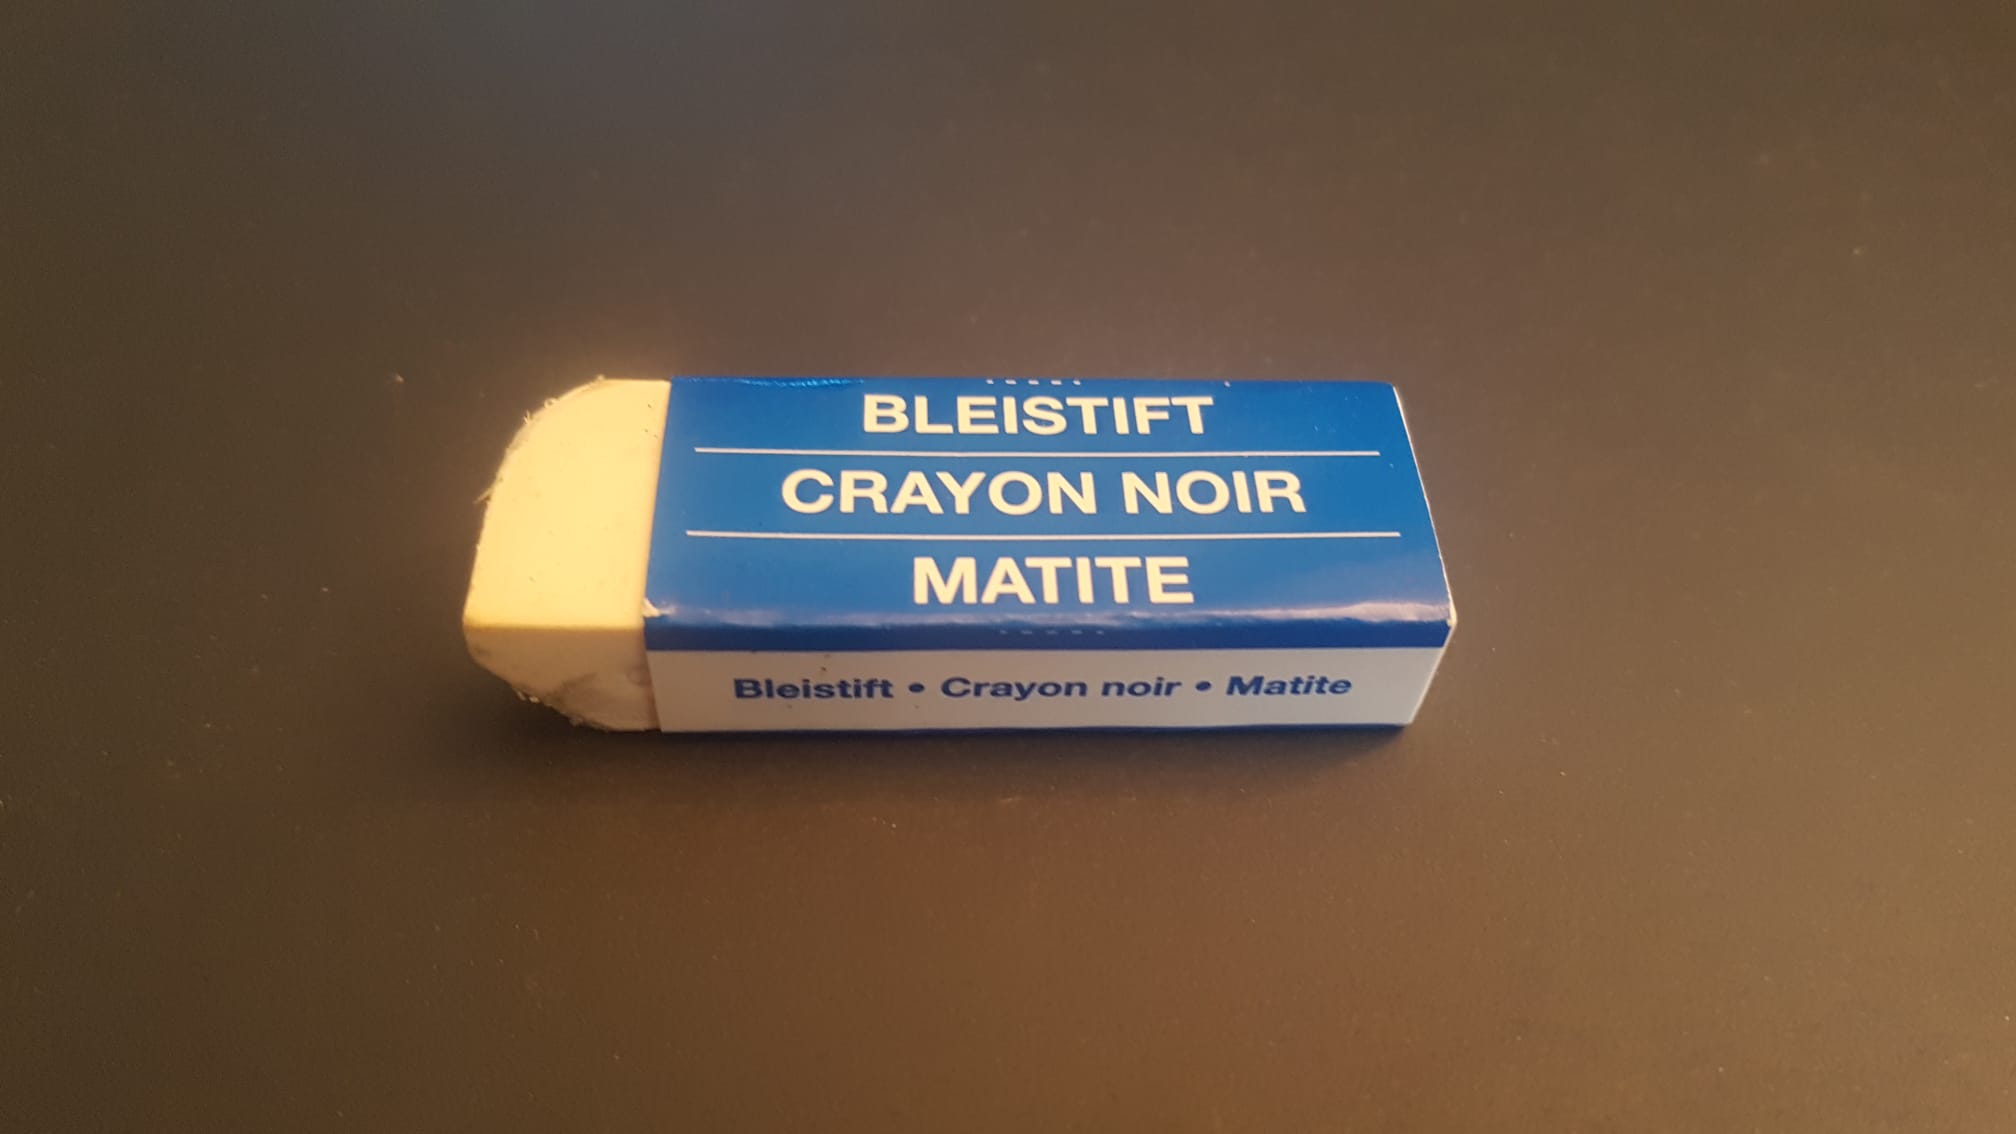 BLEISTIFT
CRAYON NOIR
MATITE
Bleistift • Crayon noir • Matite